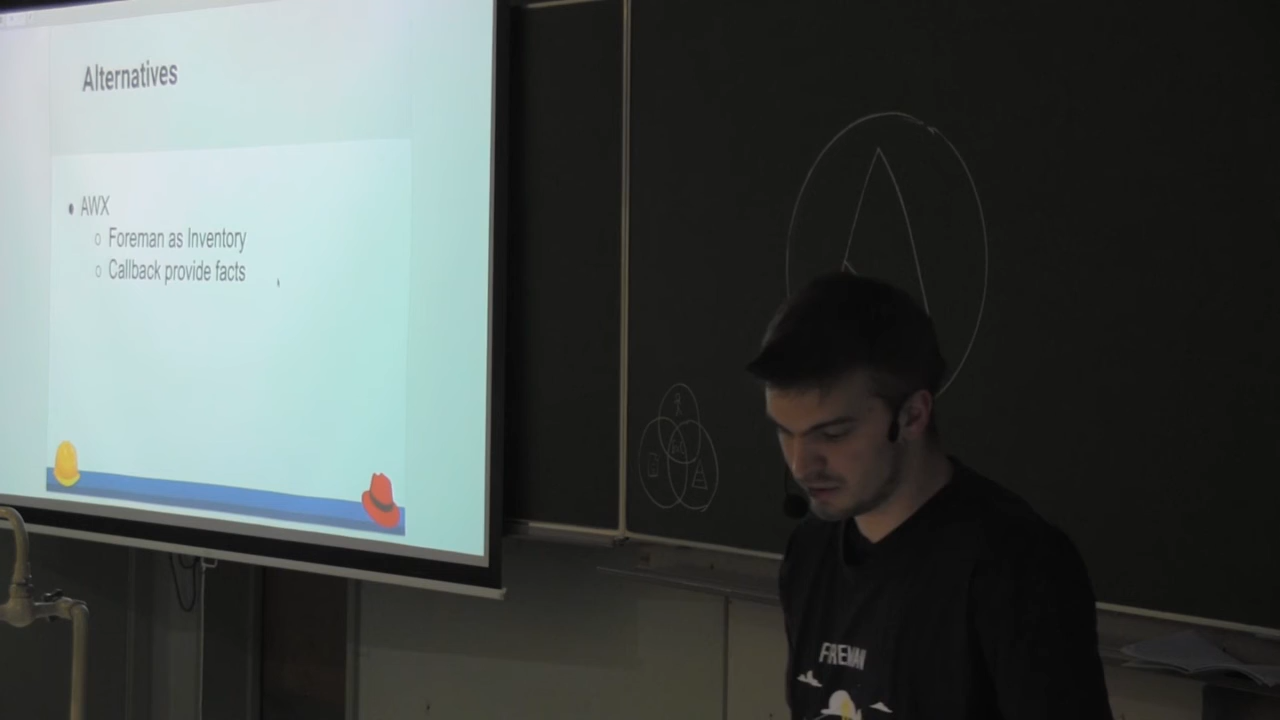 Alternatives
AWX
Foreman as Inventory
Callback provide facts
FOREMAN